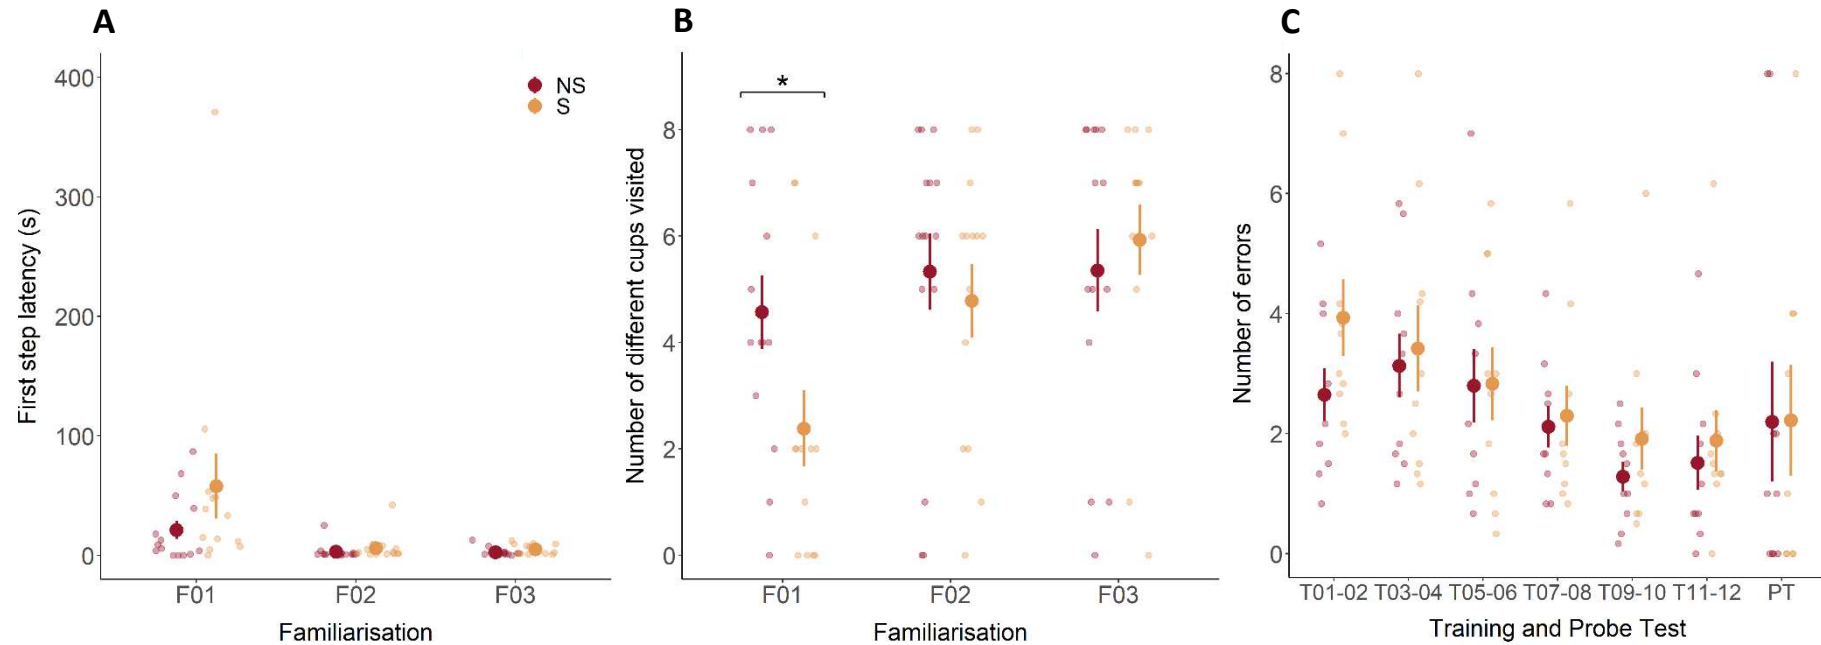 A
First step latency (s)
400
300
200
100
0
NS
S
F01 F02 F03
Familiarisation
B
Number of different cups visited
8
6
4
2
0
*
F01 F02 F03
Familiarisation
C
Number of errors
8
6
4
2
0
T01-02 T03-04 T05-06 T07-08 T09-10 T11-12 PT
Training and Probe Test